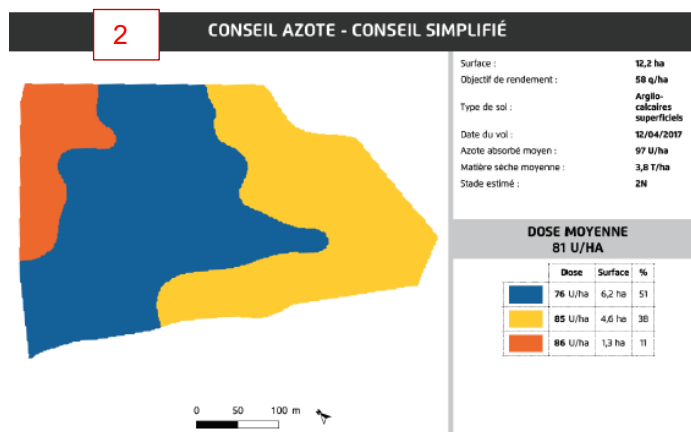 2
CONSEIL AZOTE - CONSEIL SIMPLIFIÉ
Surface : 12,2 ha
Objectif de rendement : 58 q/ha
Type de soi : Argilo-
calcaires
superficiels
Date du voi : 12/04/2017
Azote absorbé moyen : 97 U/ha
Matière sèche moyenne : 3,8 T/ha
Stade estimé : 2N
DOSE MOYENNE
81 U/HA
Dose Surface %
76 U/ha 6,2 ha 51
85 U/ha 4,6 ha 38
86 U/ha 1,3 ha 11
0 50 100 m